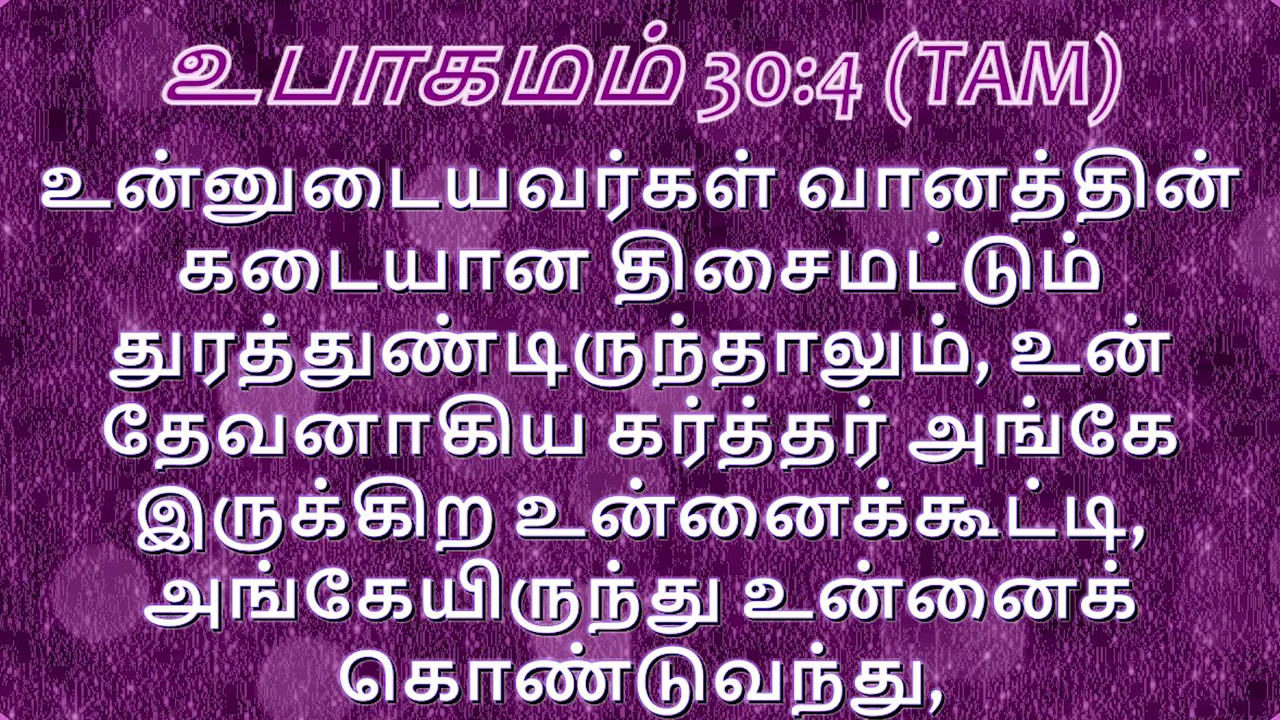 உபாகமம் 30:4 (TAM)
உன்னுடையவர்கள் வானத்தின்
கடையான திசைமட்டும்
துரத்துண்டிருந்தாலும், உன்
தேவனாகிய கர்த்தர் அங்கே
இருக்கிற உன்னைக்கூட்டி,
அங்கேயிருந்து உன்னைக்
கொண்டுவந்து,